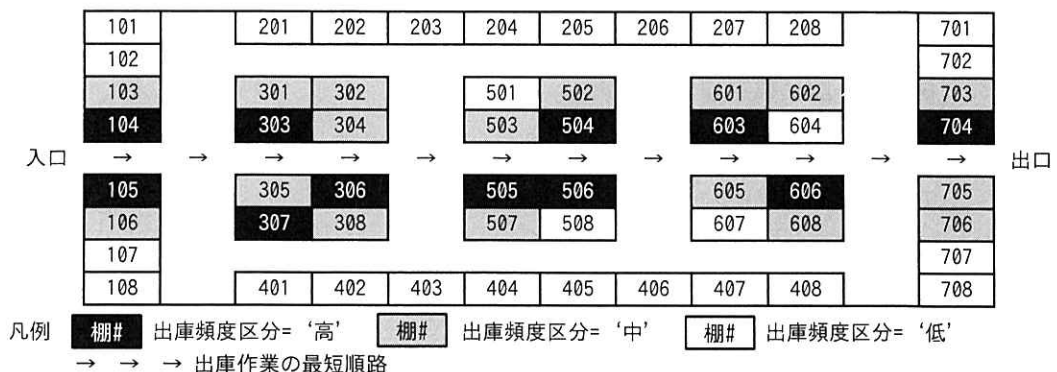 101 201 202 203 204 205 206 207 208 701
102 702
103 301 302 501 502 601 602 703
104 303 304 503 504 603 604 704
入口 → → → → → → → → → → → → 出口
105 305 306 505 506 605 606 705
106 307 308 507 508 607 608 706
107 707
108 401 402 403 404 405 406 407 408 708
凡例 棚# 出庫頻度区分= ‘高’ 棚# 出庫頻度区分= ‘中’ 棚# 出庫頻度区分= ‘低’
→ → → 出庫作業の最短順路